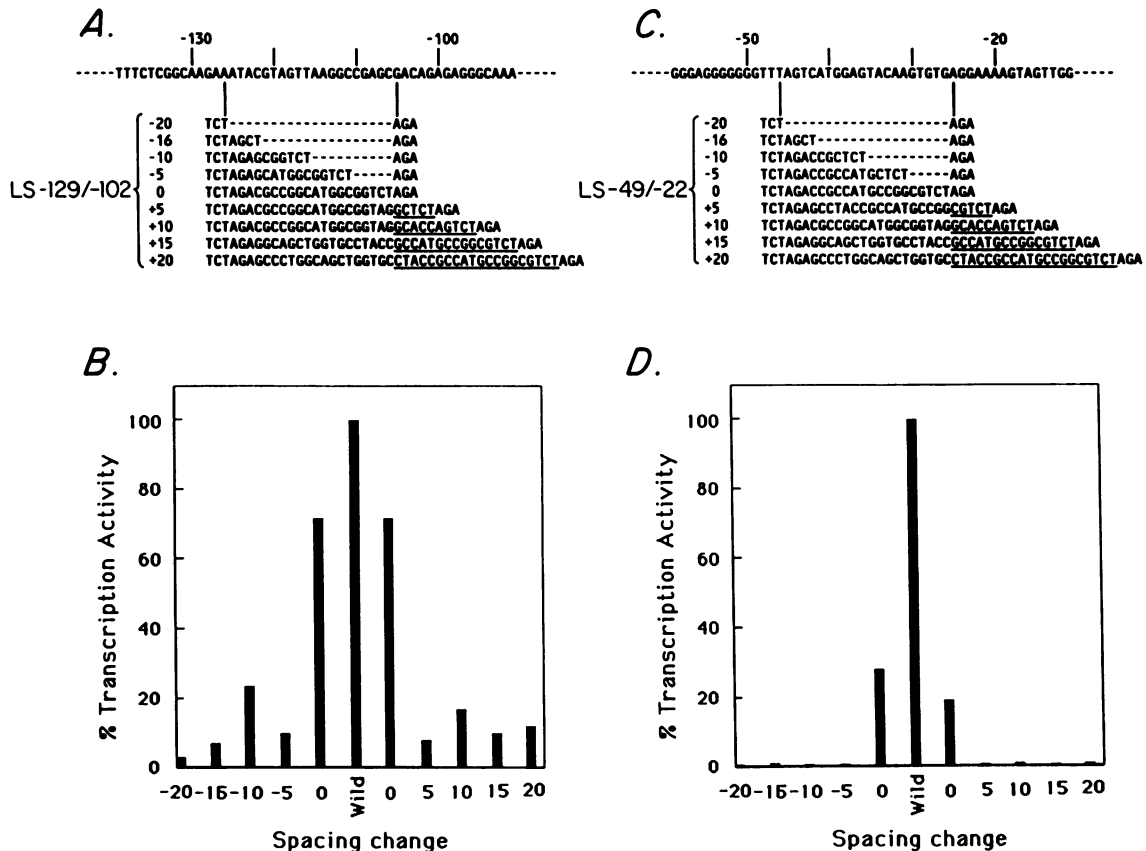 A.
-130 -100
-----TTTCTCGGCAAGAAATACGTAGTTAAGGCCGAGCGACAGAGAGGGCAAA-----
LS-129/-102
-20 TCT--------------------AGA
-16 TCTAGCT----------------AGA
-10 TCTAGAGCGGTCT----------AGA
-5 TCTAGAGCATGGCGGTCT-----AGA
0 TCTAGACGCCGGCATGGCGGTCTAGA
+5 TCTAGACGCCGGCATGGCGGTAGGCTCTAGA
+10 TCTAGACGCCGGCATGGCGGTAGGCACCAGTCTAGA
+15 TCTAGAGGCAGCTGGTGCCTACCGCCATGCCGGCGTCTAGA
+20 TCTAGAGCCCTGGCAGCTGGTGCCTACCGCCATGCCGGCGTCTAGA
C.
-50 -20
-----GGGAGGGGGGGTTTAGTCATGGAGTACAAGTGTGAGGAAAAGTAGTTGG-----
LS-49/-22
-20 TCT--------------------AGA
-16 TCTAGCT----------------AGA
-10 TCTAGACCGCTCT----------AGA
-5 TCTAGACCGCCATGCTCT-----AGA
0 TCTAGACCGCCATGCCGGCGTCTAGA
+5 TCTAGAGCCTACCGCCATGCCGGCGTCTAGA
+10 TCTAGACGCCGGCATGGCGGTAGGCACCAGTCTAGA
+15 TCTAGAGGCAGCTGGTGCCTACCGCCATGCCGGCGTCTAGA
+20 TCTAGAGCCCTGGCAGCTGGTGCCTACCGCCATGCCGGCGTCTAGA
B.
% Transcription Activity
100
80
60
40
20
0
-20 -15 -10 -5 0 Wild 0 5 10 15 20
Spacing change
D.
% Transcription Activity
100
80
60
40
20
0
-20 -15 -10 -5 0 Wild 0 5 10 15 20
Spacing change